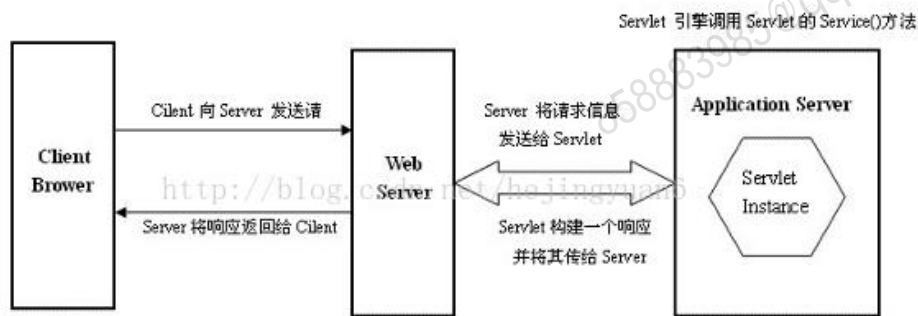 Servlet 引擎调用 Servlet 的 Service()方法
Cilent 向 Server 发送请
Server 将请求信息
发送给 Servlet
Application Server
Client
Brower
Web
Server
Servlet
Instance
http://blog.csdn.net/hejingyuan6
Server 将响应返回给 Cilent
Servlet 构建一个响应
并将其传给 Server